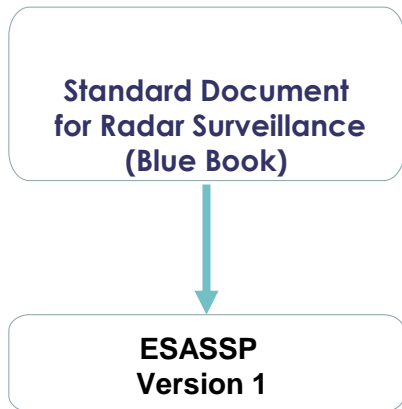 Standard Document
for Radar Surveillance
(Blue Book)
ESASSP
Version 1